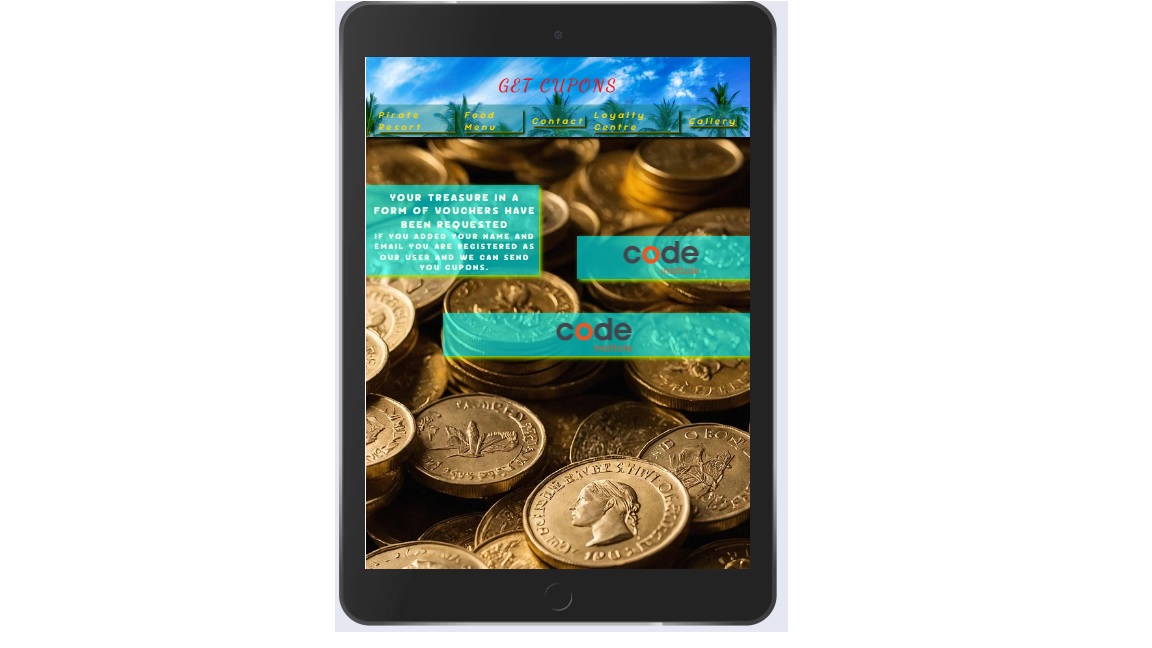 GET CUPONS
Pirate
Resort
Food
Menu
Contact
Loyalty
Centre
Gallery
YOUR TREASURE IN A
FORM OF VOUCHERS HAVE
BEEN REQUESTED
IF YOU ADDED YOUR NAME AND
EMAIL YOU ARE REGISTERED AS
OUR USER AND WE CAN SEND
YOU CUPONS.
code
institute
code
institute